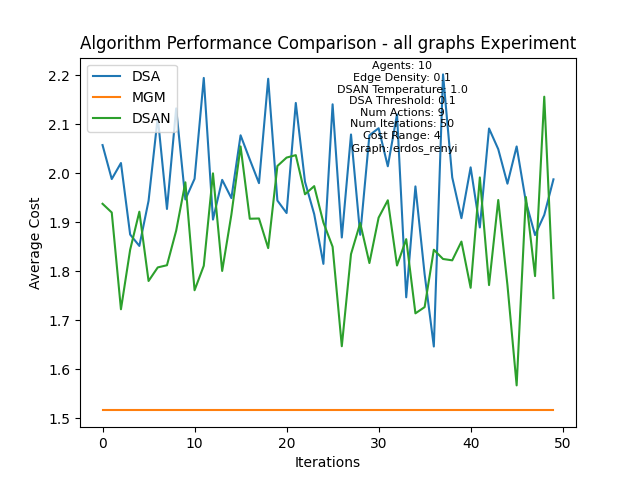 Algorithm Performance Comparison - all graphs Experiment
DSA
MGM
DSAN
Agents: 10
Edge Density: 0.1
DSAN Temperature: 1.0
DSA Threshold: 0.1
Num Actions: 9
Num Iterations: 50
Cost Range: 4
Graph:erdos_renyi
Average Cost
2.2
2.1
2.0
1.9
1.8
1.7
1.6
1.5
0
10
20
30
40
50
Iterations